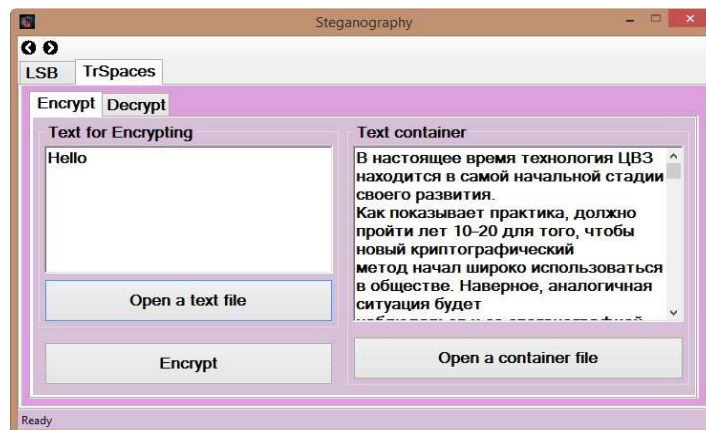 Steganography
LSB
TrSpaces
Encrypt
Decrypt
Text for Encrypting
Hello
Open a text file
Encrypt
Text container
В настоящее время технология ЦВЗ
находится в самой начальной стадии
своего развития.
Как показывает практика, должно
пройти лет 10–20 для того, чтобы
новый криптографический
метод начал широко использоваться
в обществе. Наверное, аналогичная
ситуация будет
Open a container file
Ready